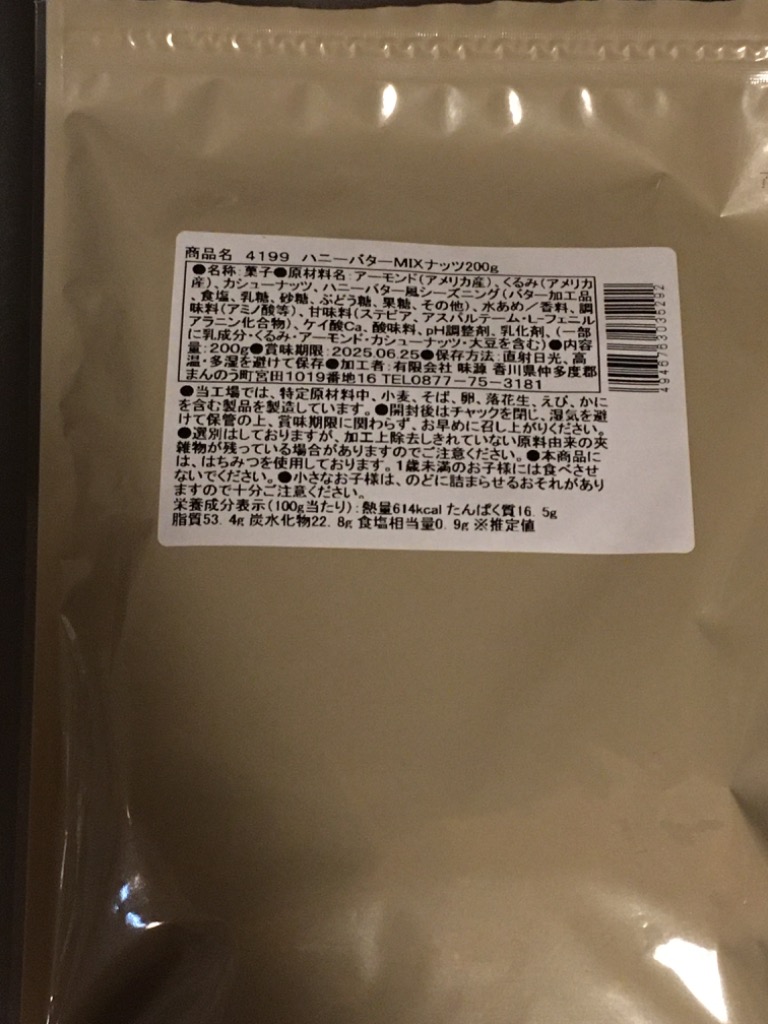 商品名 4199 ハニーバターMIXナッツ200g
●名称:菓子●原材料名:アーモンド(アメリカ産)、くるみ(アメリカ
産)、カシューナッツ、ハニーバター風シーズニング(バター加工品
、食塩、乳糖、砂糖、ぶどう糖、果糖、その他)、水あめ／香料、調
味料(アミノ酸等)、甘味料(ステビア、アスパルテーム・L-フェニル
アラニン化合物)、ケイ酸Ca、酸味料、pH調整剤、乳化剤、(一部
に乳成分・くるみ・アーモンド・カシューナッツ・大豆を含む)●内容
量:200g●賞味期限:2025.06.25●保存方法:直射日光、高
温・多湿を避けて保存●加工者:有限会社 味源 香川県仲多度郡
まんのう町宮田1019番地16 TEL0877-75-3181
●当工場では、特定原材料中、小麦、そば、卵、落花生、えび、かに
を含む製品を製造しています。●開封後はチャックを閉じ、湿気を避
けて保管の上、賞味期限に関わらず、お早めに召し上がりください。
●選別はしておりますが、加工上除去しきれていない原料由来の夾
雑物が残っている場合がありますのでご注意ください。●本商品に
は、はちみつを使用しております。1歳未満のお子様には食べさせ
ないでください。●小さなお子様は、のどに詰まらせるおそれがあり
ますので十分ご注意ください。
栄養成分表示(100g当たり):熱量614kcal たんぱく質16.5g
脂質53.4g 炭水化物22.8g 食塩相当量0.9g ※推定値